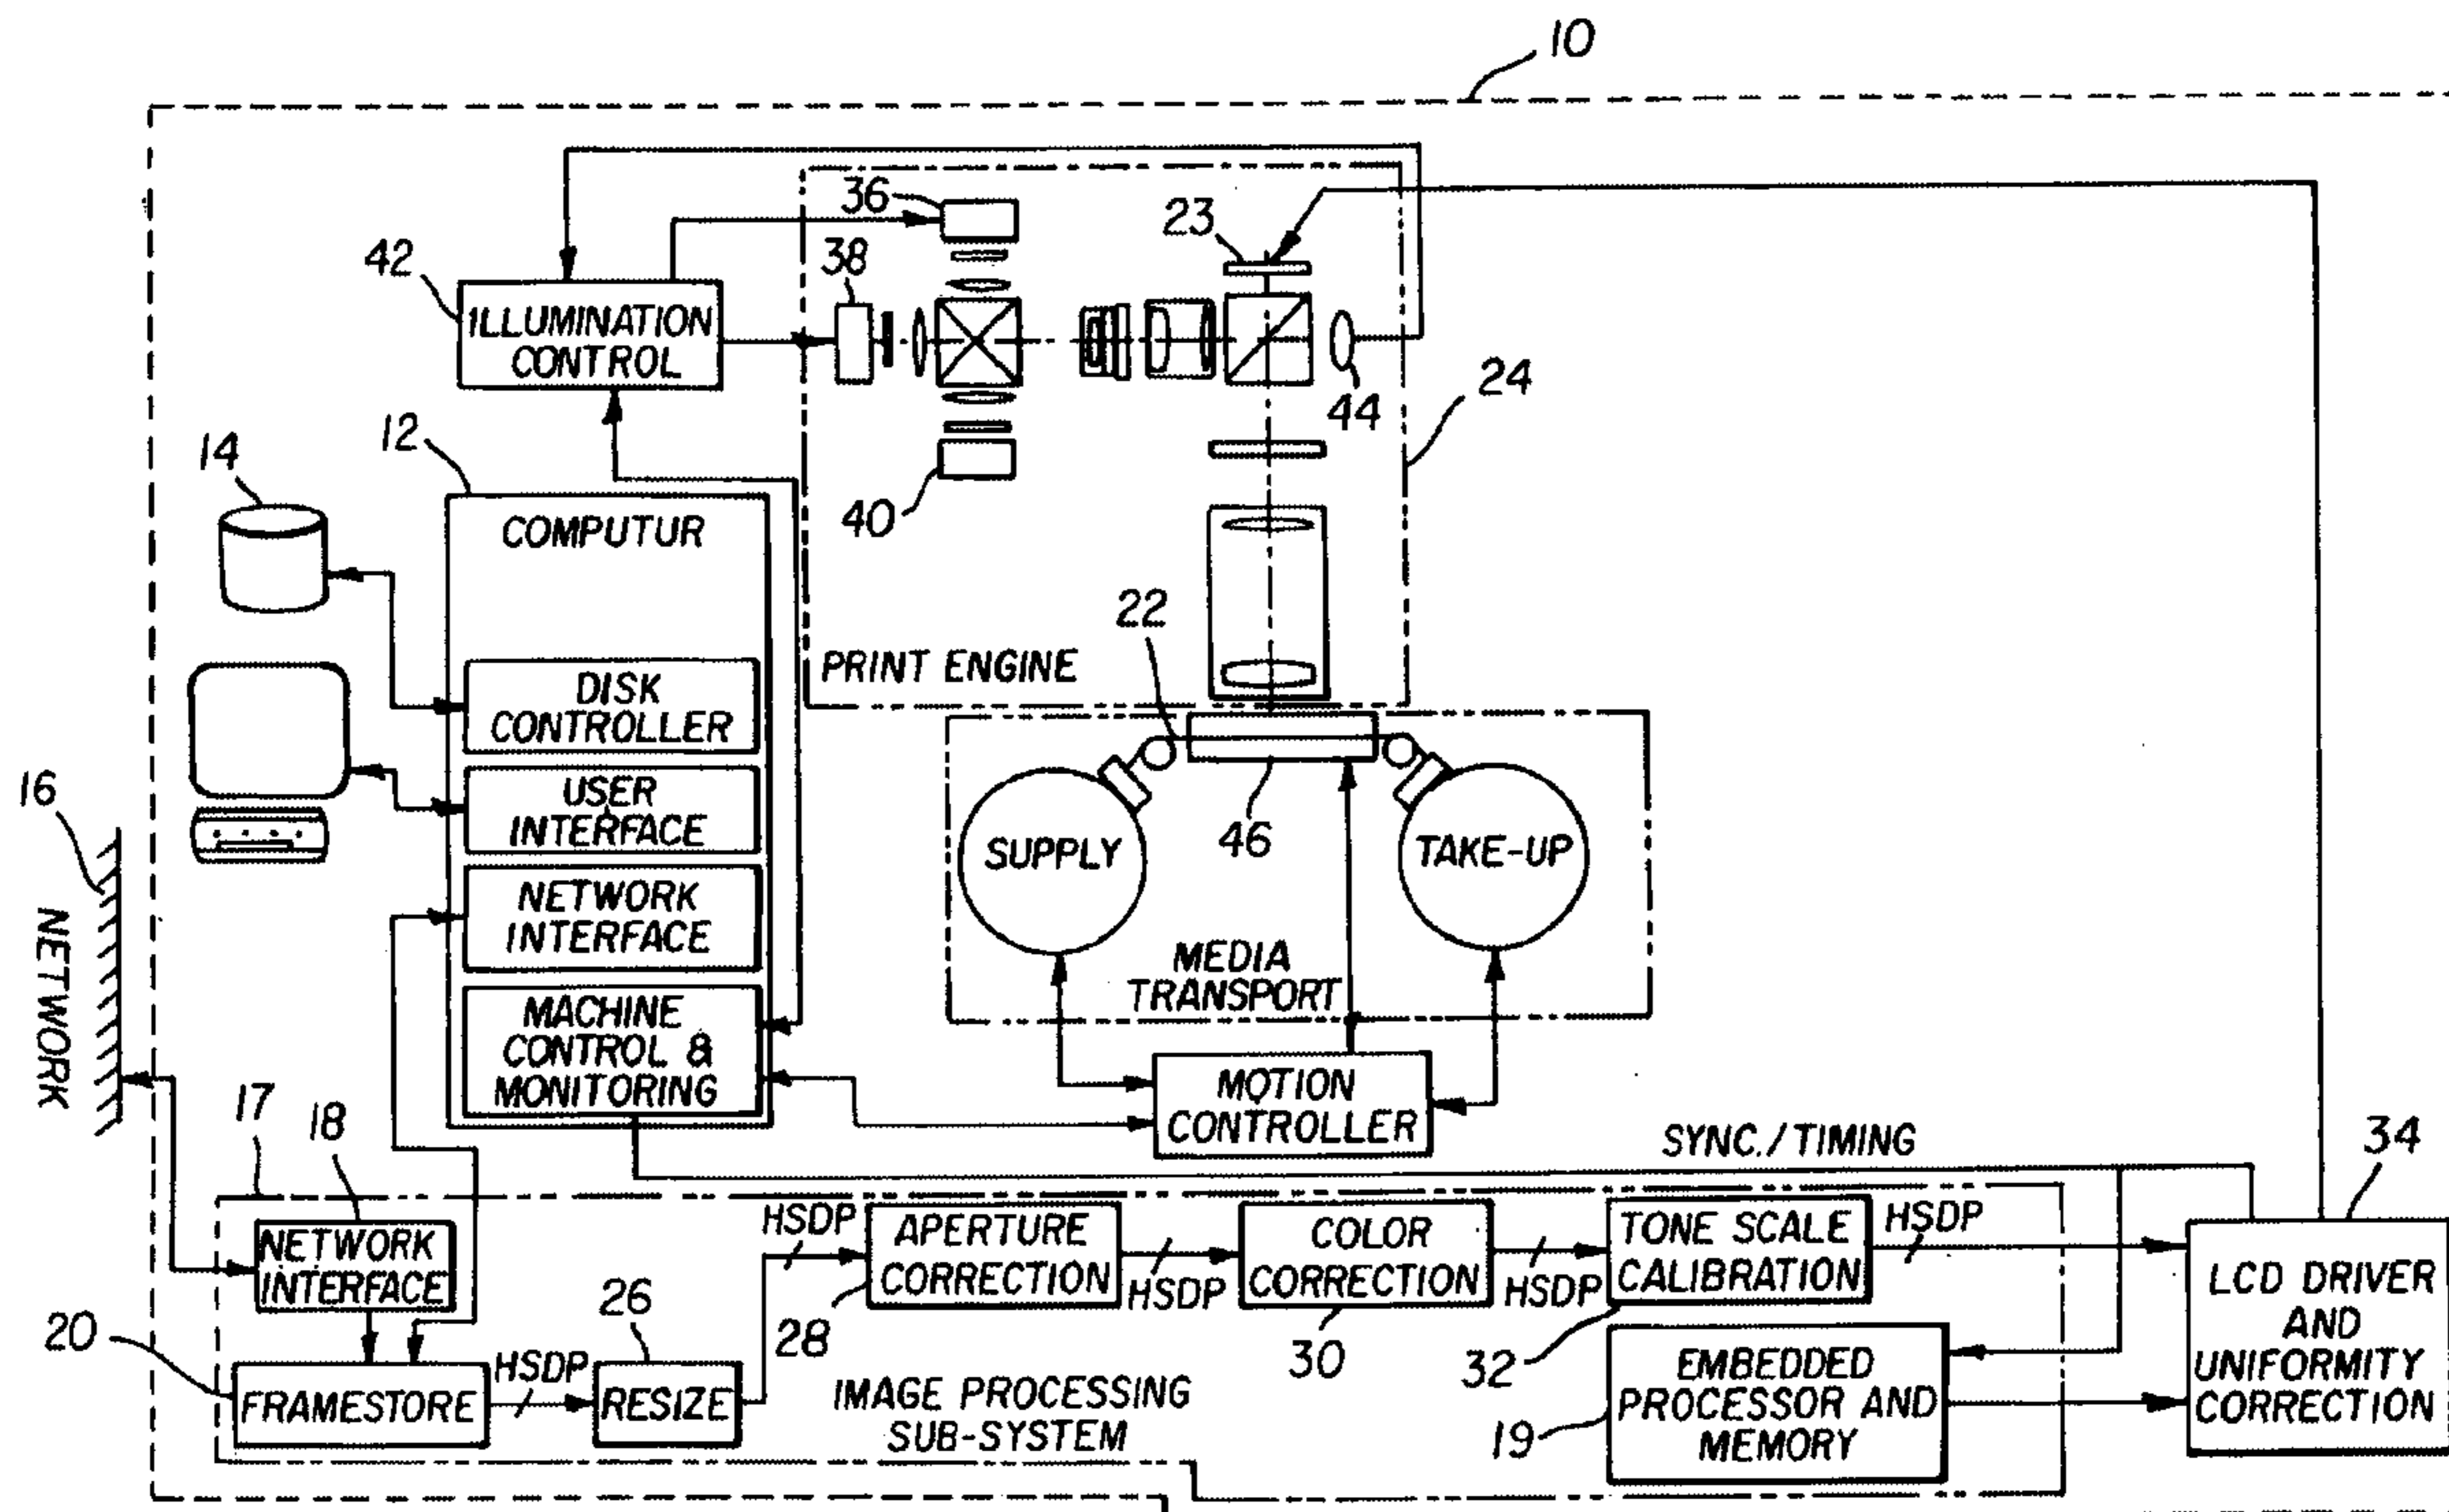 10
36
23
38
42
ILLUMINATION
CONTROL
44
24
12
14
40
COMPUTUR
22
PRINT ENGINE
DISK
CONTROLLER
16
USER
INTERFACE
46
SUPPLY
TAKE-UP
NETWORK
NETWORK
INTERFACE
MEDIA
TRANSPORT
MACHINE
CONTROL &
MONITORING
MOTION
CONTROLLER
17
18
SYNC./TIMING
34
NETWORK
INTERFACE
HSDP
APERTURE
CORRECTION
HSDP
COLOR
CORRECTION
HSDP
TONE SCALE
CALIBRATION
HSDP
LCD DRIVER
AND
UNIFORMITY
CORRECTION
20
26
28
30
32
FRAMESTORE
HSDP
RESIZE
IMAGE PROCESSING
SUB-SYSTEM
19
EMBEDDED
PROCESSOR AND
MEMORY